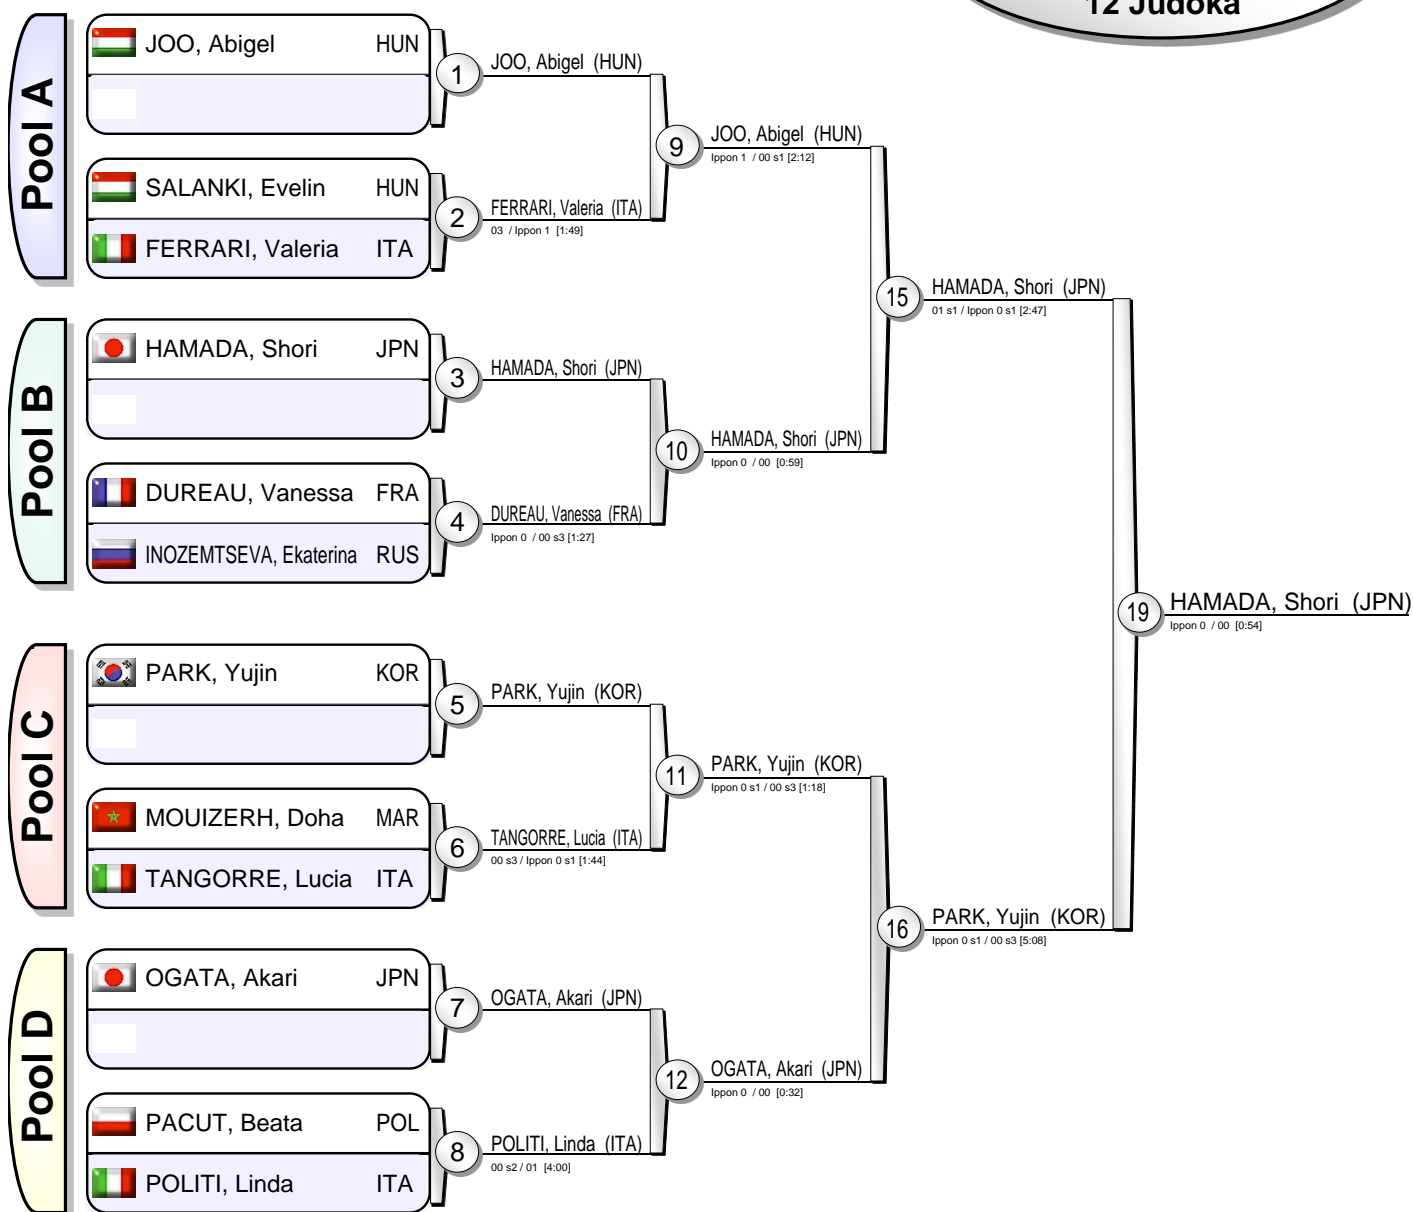 12 Judoka
Pool A
JOO, Abigel HUN
SALANKI, Evelin HUN
FERRARI, Valeria ITA
1
JOO, Abigel (HUN)
2
FERRARI, Valeria (ITA)
03 / Ippon 1 [1:49]
9
JOO, Abigel (HUN)
Ippon 1 / 00 s1 [2:12]
Pool B
HAMADA, Shori JPN
DUREAU, Vanessa FRA
INOZEMTSEVA, Ekaterina RUS
3
HAMADA, Shori (JPN)
4
DUREAU, Vanessa (FRA)
Ippon 0 / 00 s3 [1:27]
10
HAMADA, Shori (JPN)
Ippon 0 / 00 [0:59]
15
HAMADA, Shori (JPN)
01 s1 / Ippon 0 s1 [2:47]
Pool C
PARK, Yujin KOR
MOUIZERH, Doha MAR
TANGORRE, Lucia ITA
5
PARK, Yujin (KOR)
6
TANGORRE, Lucia (ITA)
00 s3 / Ippon 0 s1 [1:44]
11
PARK, Yujin (KOR)
Ippon 0 s1 / 00 s3 [1:18]
Pool D
OGATA, Akari JPN
PACUT, Beata POL
POLITI, Linda ITA
7
OGATA, Akari (JPN)
8
POLITI, Linda (ITA)
00 s2 / 01 [4:00]
12
OGATA, Akari (JPN)
Ippon 0 / 00 [0:32]
16
PARK, Yujin (KOR)
Ippon 0 s1 / 00 s3 [5:08]
19
HAMADA, Shori (JPN)
Ippon 0 / 00 [0:54]